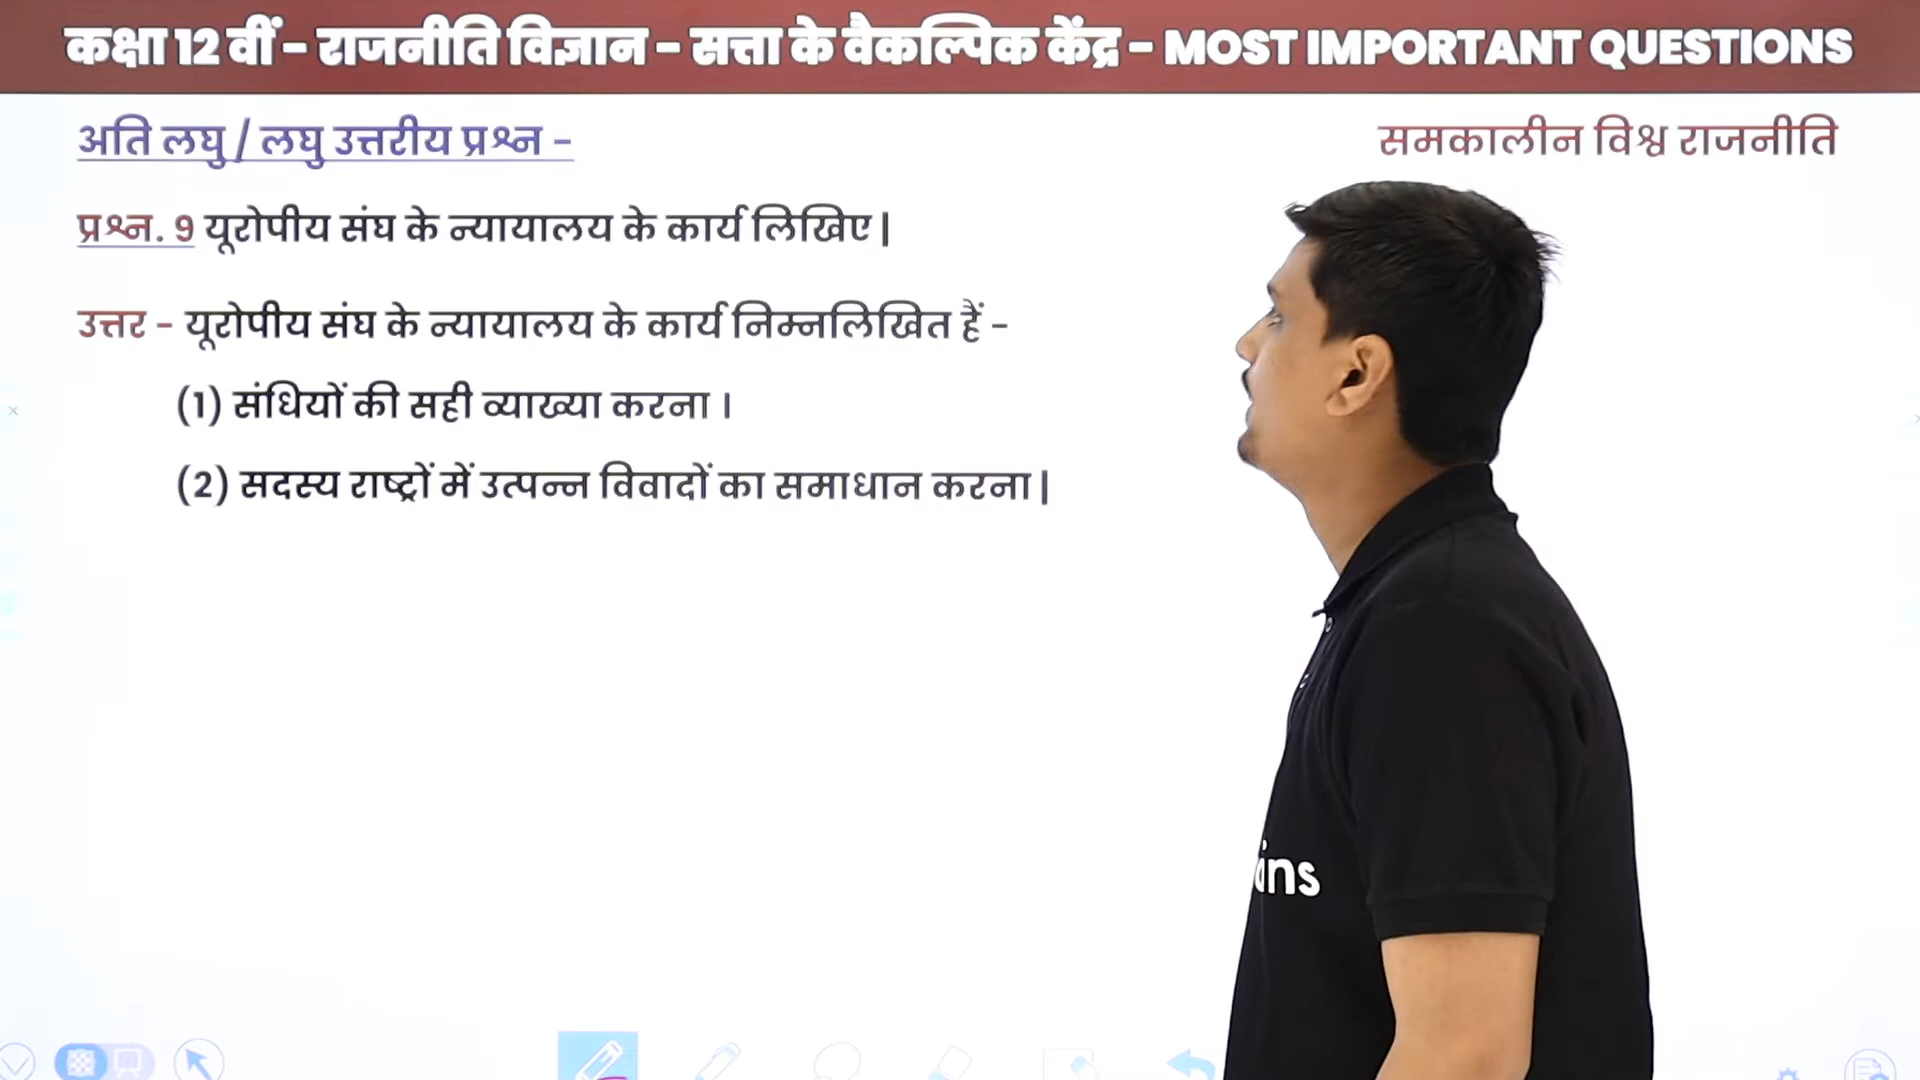 कक्षा 12 वीं - राजनीति विज्ञान - सत्ता के वैकल्पिक केंद्र - MOST IMPORTANT QUESTIONS
अति लघु / लघु उत्तरीय प्रश्न -
समकालीन विश्व राजनीति
प्रश्न. 9 यूरोपीय संघ के न्यायालय के कार्य लिखिए |
उत्तर - यूरोपीय संघ के न्यायालय के कार्य निम्नलिखित हैं -
(1) संधियों की सही व्याख्या करना ।
(2) सदस्य राष्ट्रों में उत्पन्न विवादों का समाधान करना |